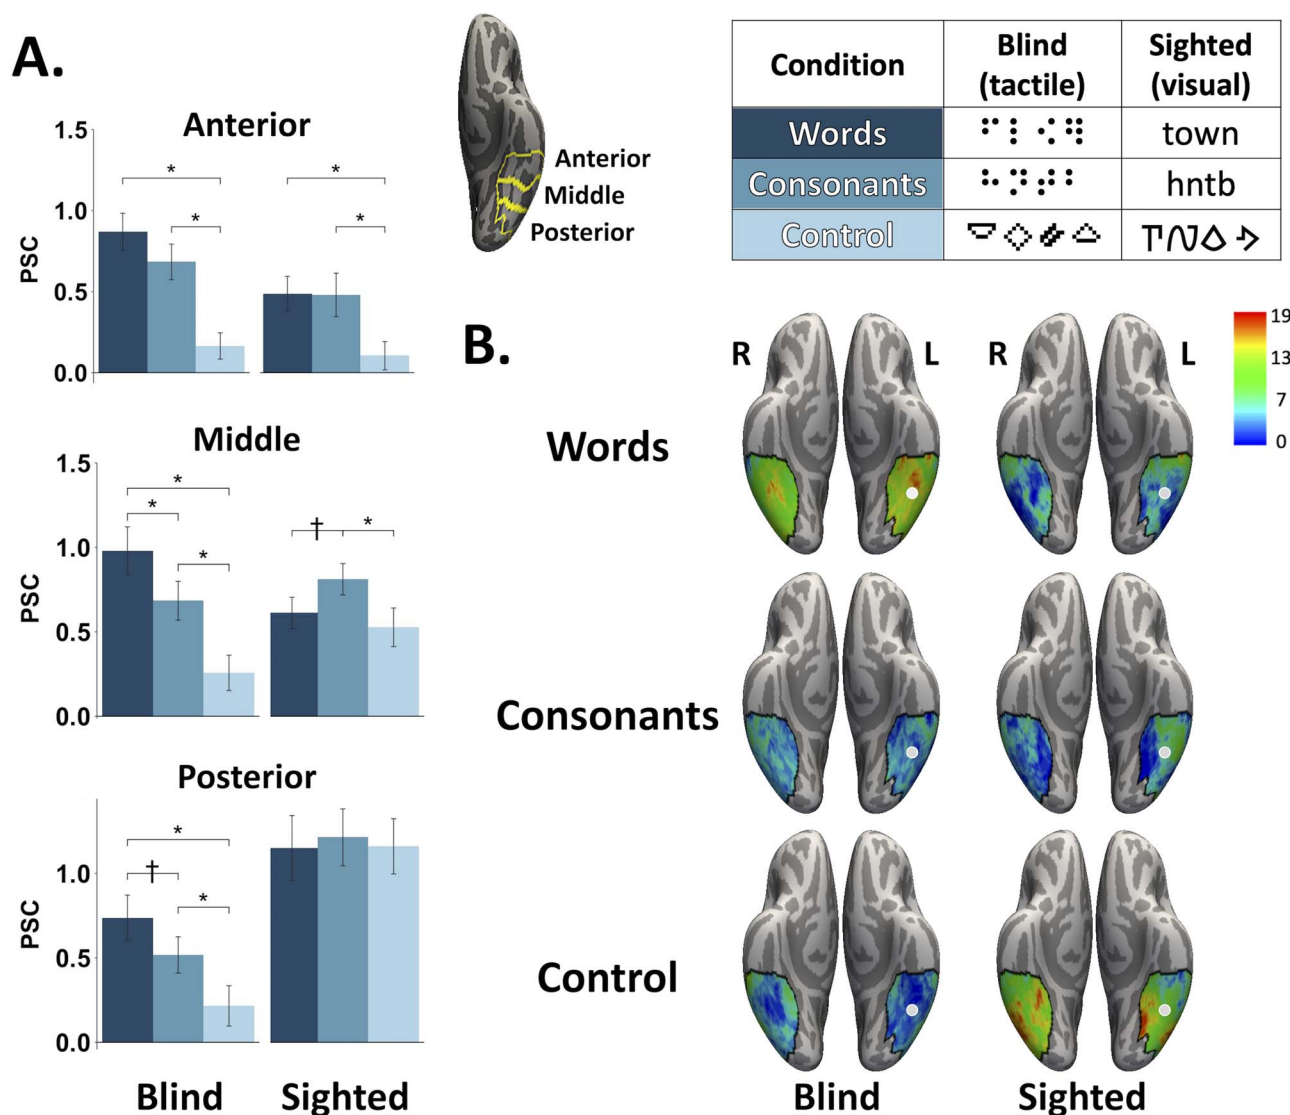 A.
Anterior
1.5
1.0
0.5
0.0
PSC
*
*
*
*
Anterior
Middle
Posterior
Condition Blind (tactile) Sighted (visual)
Words ⠋⠇⠪⠻ town
Consonants hntb
Control
Middle
1.5
1.0
0.5
0.0
PSC
*
*
*
† *
Posterior
1.0
0.5
0.0
PSC
*
†
*
Blind Sighted
B.
R L R L
19
13
7
0
Words
Consonants
Control
Blind Sighted